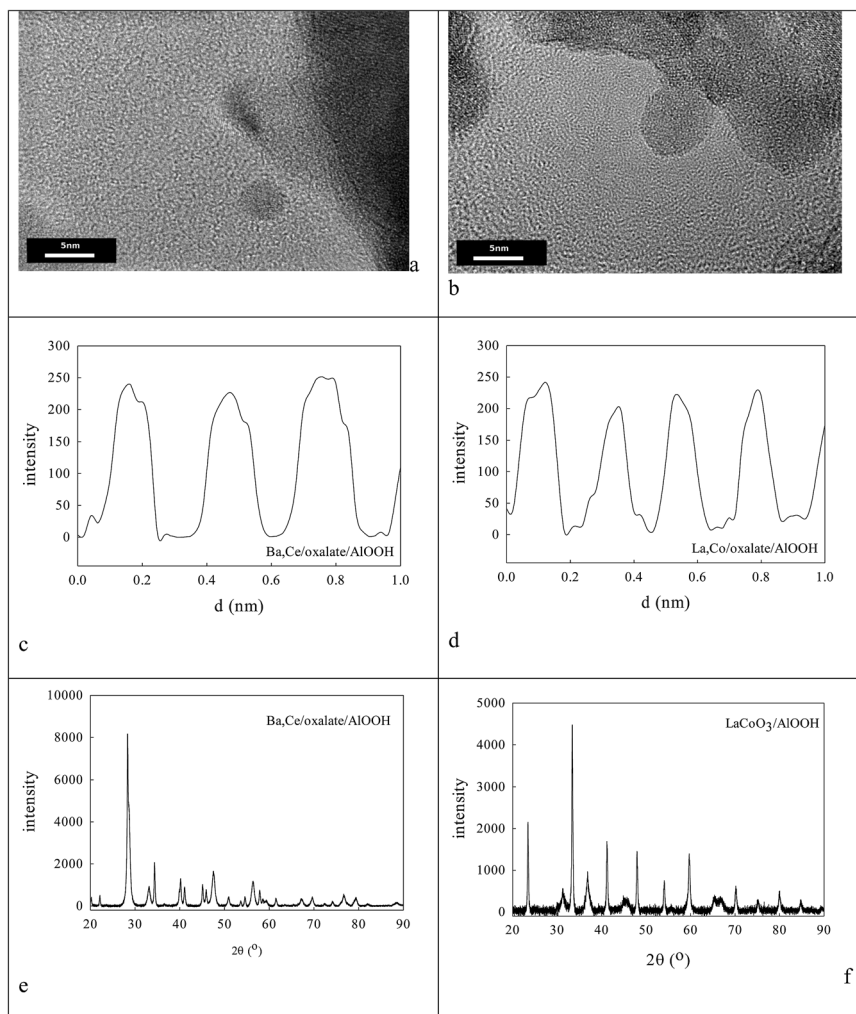 5nm
a
5nm
b
300
250
200
150
100
50
0
intensity
Ba,Ce/oxalate/AlOOH
0.0 0.2 0.4 0.6 0.8 1.0
d (nm)
c
300
250
200
150
100
50
0
intensity
La,Co/oxalate/AlOOH
0.0 0.2 0.4 0.6 0.8 1.0
d (nm)
d
10000
8000
6000
4000
2000
0
intensity
Ba,Ce/oxalate/AlOOH
20 30 40 50 60 70 80 90
2θ (º)
e
5000
4000
3000
2000
1000
0
intensity
LaCoO3/AlOOH
20 30 40 50 60 70 80 90
2θ (º)
f